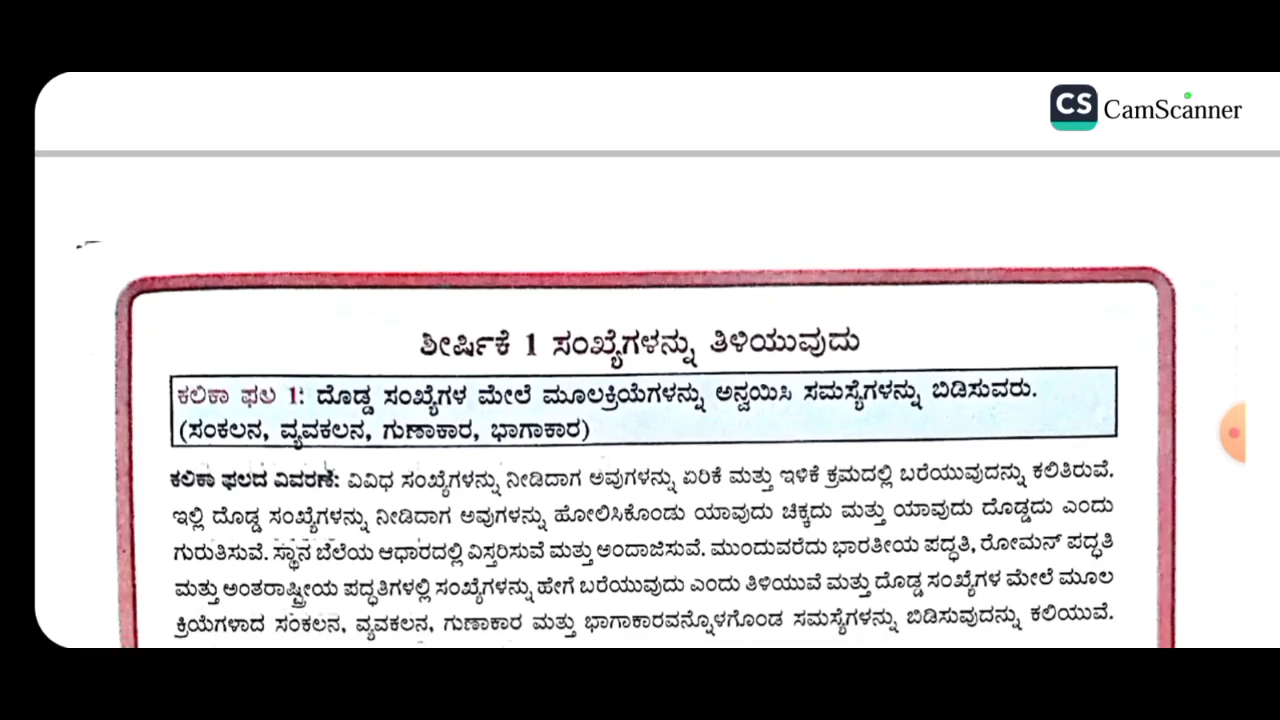 CS CamScanner
ಶೀರ್ಷಿಕೆ 1 ಸಂಖ್ಯೆಗಳನ್ನು ತಿಳಿಯುವುದು
ಕಲಿಕಾ ಫಲ 1: ದೊಡ್ಡ ಸಂಖ್ಯೆಗಳ ಮೇಲೆ ಮೂಲಕ್ರಿಯೆಗಳನ್ನು ಅನ್ವಯಿಸಿ ಸಮಸ್ಯೆಗಳನ್ನು ಬಿಡಿಸುವರು.
(ಸಂಕಲನ, ವ್ಯವಕಲನ, ಗುಣಾಕಾರ, ಭಾಗಾಕಾರ)
ಕಲಿಕಾ ಫಲದ ವಿವರಣೆ: ವಿವಿಧ ಸಂಖ್ಯೆಗಳನ್ನು ನೀಡಿದಾಗ ಅವುಗಳನ್ನು ಏರಿಕೆ ಮತ್ತು ಇಳಿಕೆ ಕ್ರಮದಲ್ಲಿ ಬರೆಯುವುದನ್ನು ಕಲಿತಿರುವೆ.
ಇಲ್ಲಿ ದೊಡ್ಡ ಸಂಖ್ಯೆಗಳನ್ನು ನೀಡಿದಾಗ ಅವುಗಳನ್ನು ಹೋಲಿಸಿಕೊಂಡು ಯಾವುದು ಚಿಕ್ಕದು ಮತ್ತು ಯಾವುದು ದೊಡ್ಡದು ಎಂದು
ಗುರುತಿಸುವೆ. ಸ್ಥಾನ ಬೆಲೆಯ ಆಧಾರದಲ್ಲಿ ವಿಸ್ತರಿಸುವೆ ಮತ್ತು ಅಂದಾಜಿಸುವೆ. ಮುಂದುವರೆದು ಭಾರತೀಯ ಪದ್ಧತಿ, ರೋಮನ್ ಪದ್ಧತಿ
ಮತ್ತು ಅಂತರಾಷ್ಟ್ರೀಯ ಪದ್ಧತಿಗಳಲ್ಲಿ ಸಂಖ್ಯೆಗಳನ್ನು ಹೇಗೆ ಬರೆಯುವುದು ಎಂದು ತಿಳಿಯುವೆ ಮತ್ತು ದೊಡ್ಡ ಸಂಖ್ಯೆಗಳ ಮೇಲೆ ಮೂಲ
ಕ್ರಿಯೆಗಳಾದ ಸಂಕಲನ, ವ್ಯವಕಲನ, ಗುಣಾಕಾರ ಮತ್ತು ಭಾಗಾಕಾರವನ್ನೊಳಗೊಂಡ ಸಮಸ್ಯೆಗಳನ್ನು ಬಿಡಿಸುವುದನ್ನು ಕಲಿಯುವೆ.